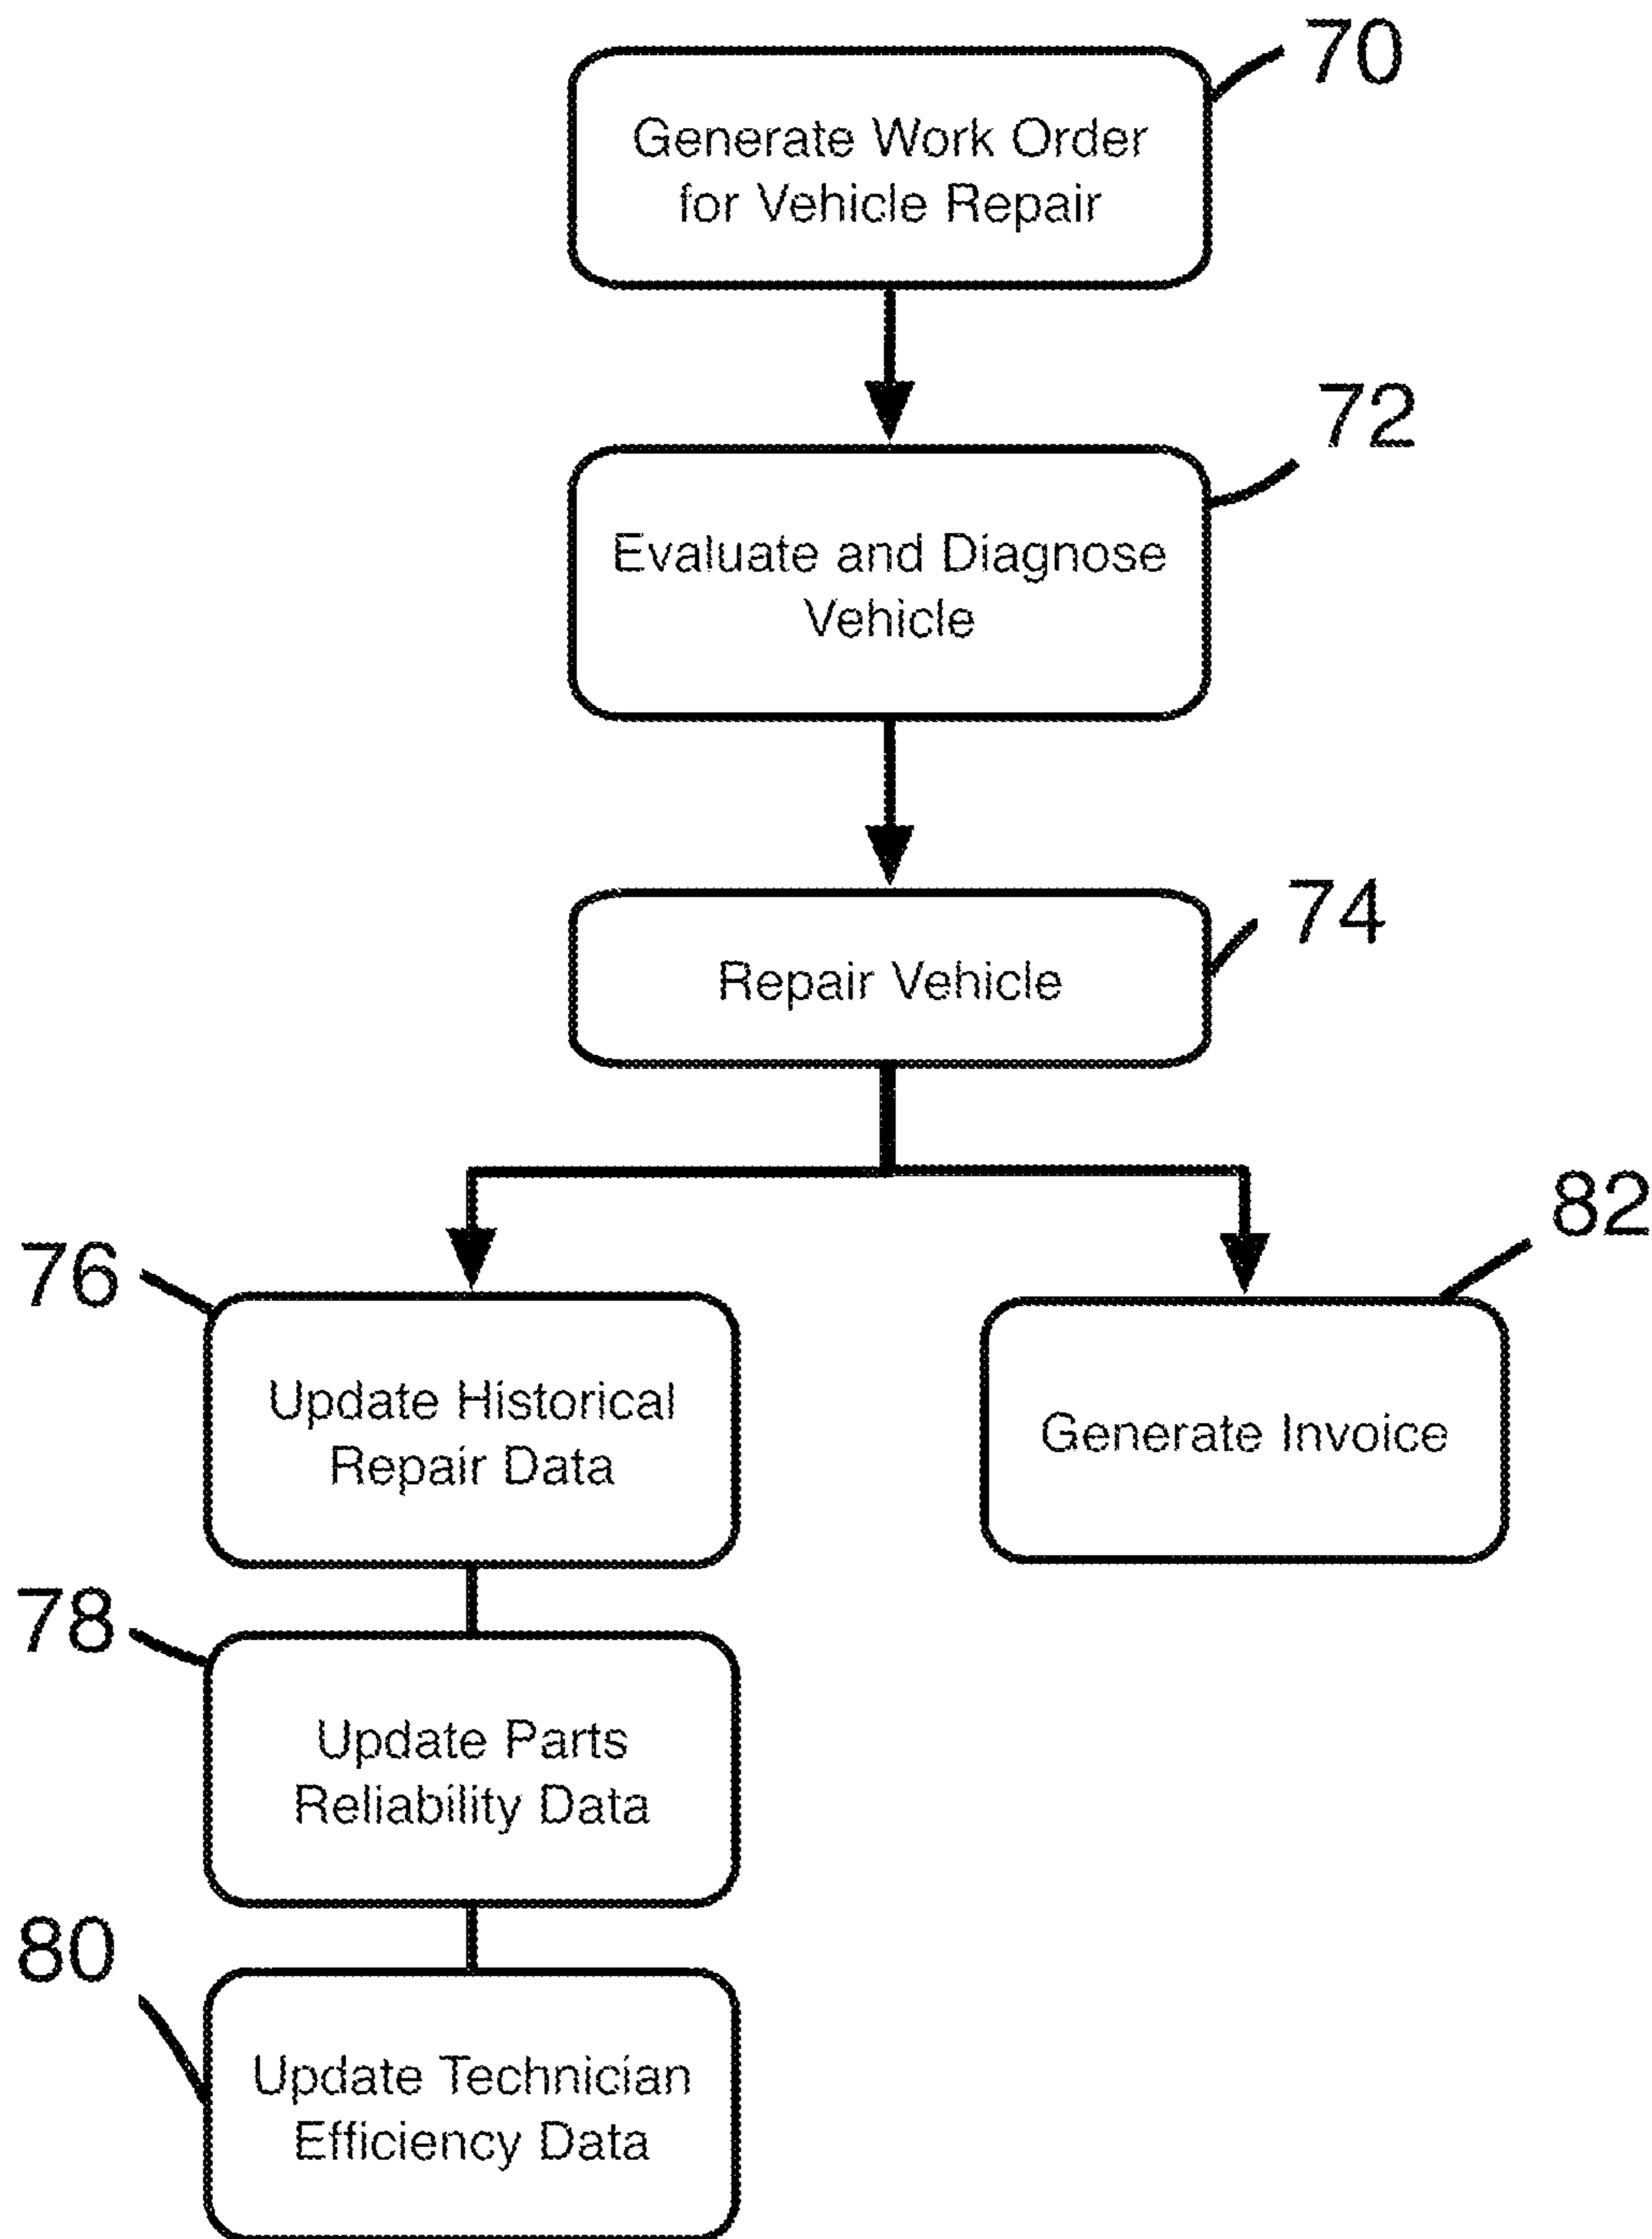 70
Generate Work Order
for Vehicle Repair
72
Evaluate and Diagnose
Vehicle
74
Repair Vehicle
82
76
Update Historical
Repair Data
Generate Invoice
78
Update Parts
Reliability Data
80
Update Technician
Efficiency Data